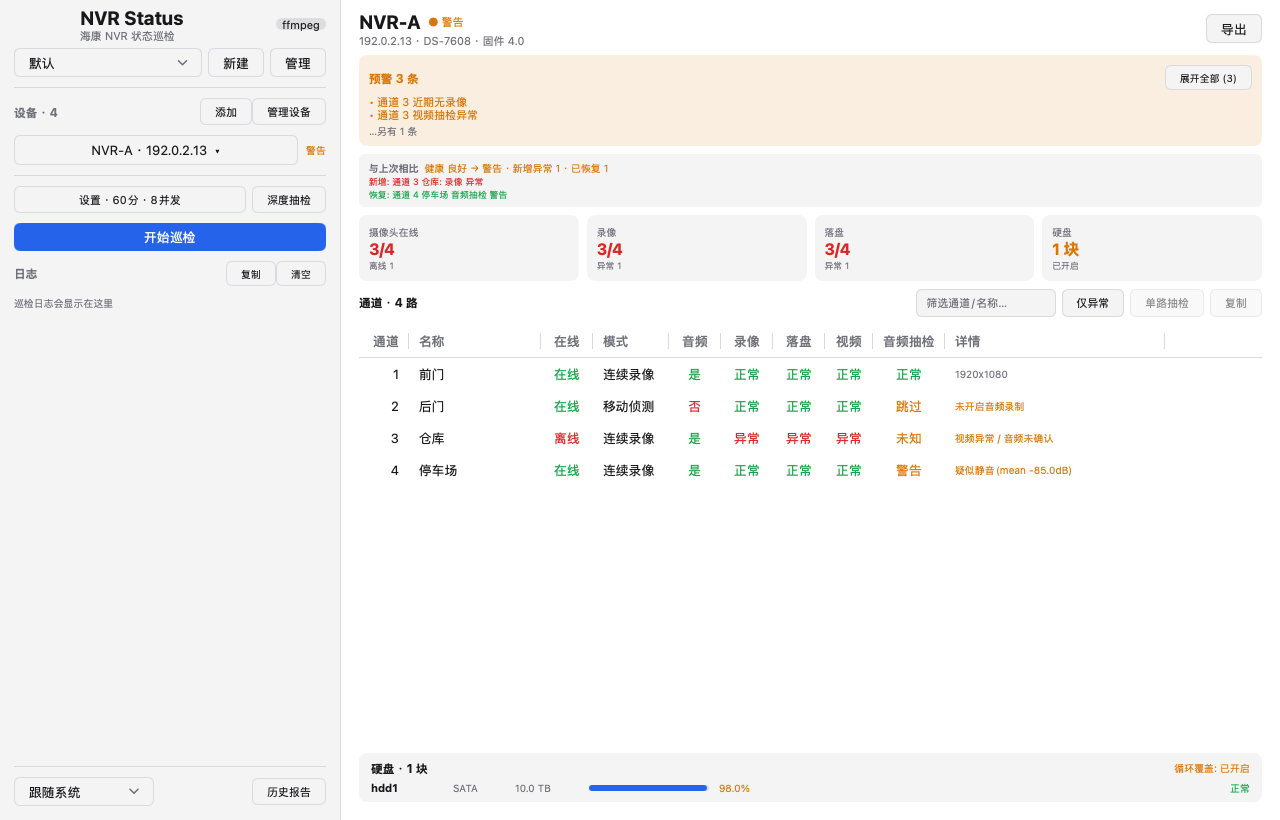 NVR Status
海康 NVR 状态巡检
ffmpeg
默认
新建
管理
设备 · 4
添加
管理设备
NVR-A · 192.0.2.13
警告
设置 · 60分 · 8并发
深度抽检
开始巡检
日志
复制
清空
巡检日志会显示在这里
跟随系统
历史报告
NVR-A
警告
192.0.2.13 · DS-7608 · 固件 4.0
导出
预警 3 条
展开全部 (3)
· 通道 3 近期无录像
· 通道 3 视频抽检异常
…另有 1 条
与上次相比 健康 良好 → 警告 · 新增异常 1 · 已恢复 1
新增: 通道 3 仓库: 录像 异常
恢复: 通道 4 停车场 音频抽检 警告
摄像头在线
3/4
离线 1
录像
3/4
异常 1
落盘
3/4
异常 1
硬盘
1 块
已开启
通道 · 4 路
筛选通道/名称…
仅异常
单路抽检
复制
通道 名称 在线 模式 音频 录像 落盘 视频 音频抽检 详情
1 前门 在线 连续录像 是 正常 正常 正常 正常 1920x1080
2 后门 在线 移动侦测 否 正常 正常 正常 跳过 未开启音频录制
3 仓库 离线 连续录像 是 异常 异常 异常 未知 视频异常 / 音频未确认
4 停车场 在线 连续录像 是 正常 正常 正常 警告 疑似静音 (mean -85.0dB)
硬盘 · 1 块
循环覆盖: 已开启
hdd1 SATA 10.0 TB 98.0% 正常